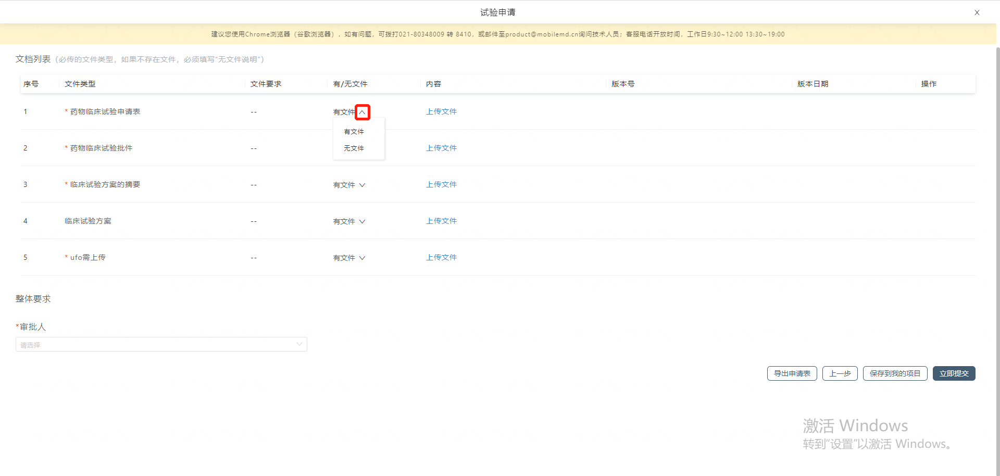 试验申请
X
建议您使用Chrome浏览器（谷歌浏览器），如有问题，可拨打021-80348009 转 8410，或邮件至product@mobilemd.cn询问技术人员；客服电话开放时间，工作日9:30~12:00 13:30~19:00
文档列表（必传的文件类型，如果不存在文件，必须填写“无文件说明”）
序号 文件类型 文件要求 有/无文件 内容 版本号 版本日期 操作
1 * 药物临床试验申请表 -- 有文件 上传文件
有文件
2 * 药物临床试验批件 -- 无文件 上传文件
3 * 临床试验方案的摘要 -- 有文件 上传文件
4 临床试验方案 -- 有文件 上传文件
5 * ufo需上传 -- 有文件 上传文件
整体要求
*审批人
请选择
导出申请表 上一步 保存到我的项目 立即提交
激活 Windows
转到“设置”以激活 Windows。